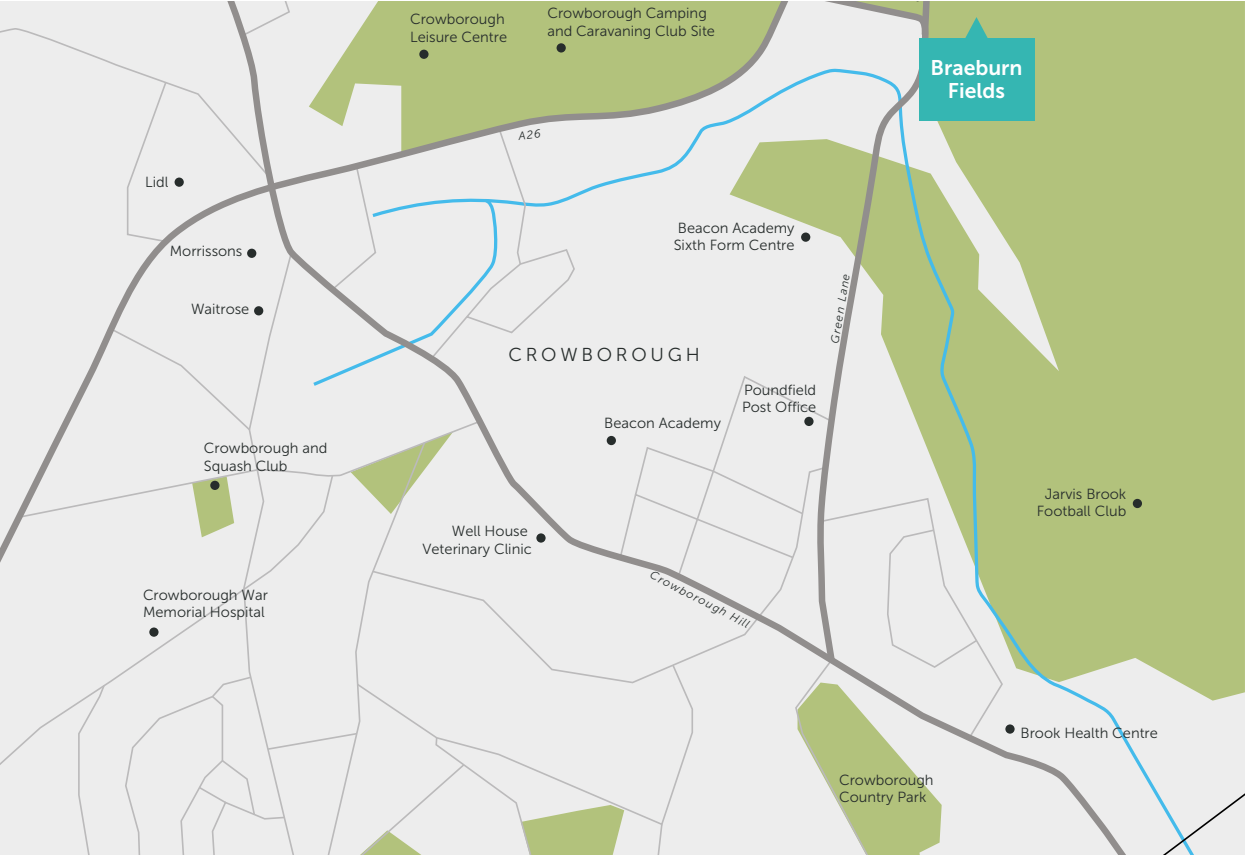 Crowborough
Leisure Centre
Crowborough Camping
and Caravaning Club Site
Braeburn
Fields
A26
Lidl
Morrissons
Waitrose
Beacon Academy
Sixth Form Centre
Green Lane
CROWBOROUGH
Poundfield
Post Office
Beacon Academy
Crowborough and
Squash Club
Jarvis Brook
Football Club
Well House
Veterinary Clinic
Crowborough Hill
Crowborough War
Memorial Hospital
Brook Health Centre
Crowborough
Country Park